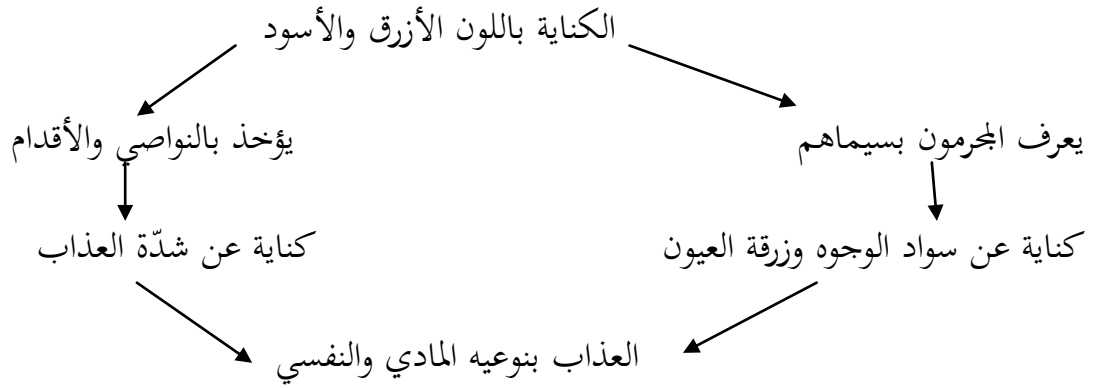 الكناية باللون الأزرق والأسود
يعرف المجرمون بسيماهم
يؤخذ بالنواصي والأقدام
كناية عن سواد الوجوه وزرقة العيون
كناية عن شدّة العذاب
العذاب بنوعيه المادي والنفسي